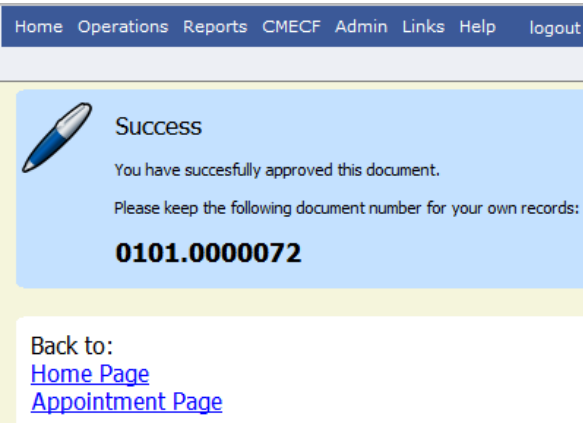 Home Operations Reports CMECF Admin Links Help logout
Success
You have succesfully approved this document.
Please keep the following document number for your own records:
0101.0000072
Back to:
Home Page
Appointment Page